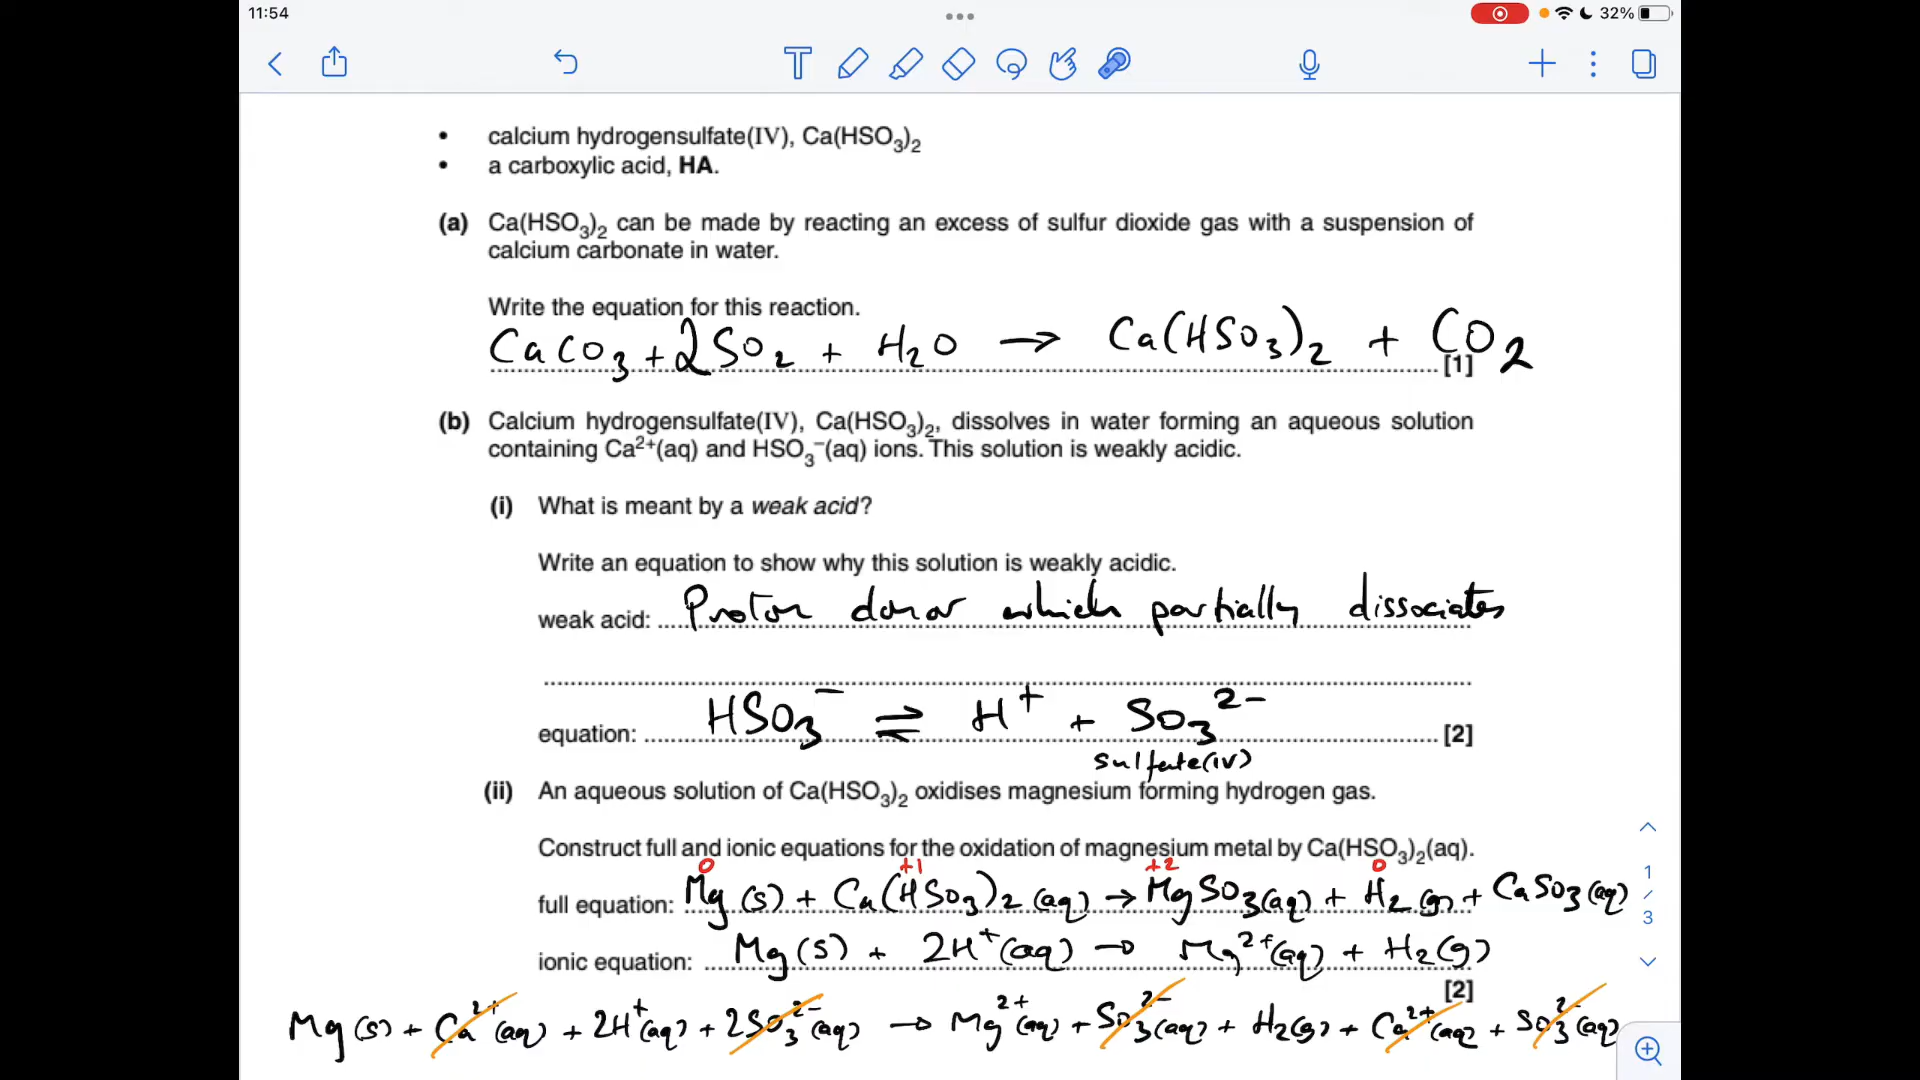 11:54
32%
• calcium hydrogensulfate(IV), Ca(HSO₃)₂
• a carboxylic acid, HA.
(a) Ca(HSO₃)₂ can be made by reacting an excess of sulfur dioxide gas with a suspension of
calcium carbonate in water.
Write the equation for this reaction.
CaCO₃ + 2SO₂ + H₂O → Ca(HSO₃)₂ + CO₂
[1]
(b) Calcium hydrogensulfate(IV), Ca(HSO₃)₂, dissolves in water forming an aqueous solution
containing Ca²⁺(aq) and HSO₃⁻(aq) ions. This solution is weakly acidic.
(i) What is meant by a weak acid?
Write an equation to show why this solution is weakly acidic.
weak acid: Proton donor which partially dissociates
equation: HSO₃⁻ ⇌ H⁺ + SO₃²⁻ [2]
sulfate(IV)
(ii) An aqueous solution of Ca(HSO₃)₂ oxidises magnesium forming hydrogen gas.
Construct full and ionic equations for the oxidation of magnesium metal by Ca(HSO₃)₂(aq).
0 +1 +2 0
full equation: Mg(s) + Ca(HSO₃)₂(aq) → MgSO₃(aq) + H₂(g) + CaSO₃(aq)
ionic equation: Mg(s) + 2H⁺(aq) → Mg²⁺(aq) + H₂(g)
[2]
Mg(s) + Ca²⁺(aq) + 2H⁺(aq) + 2SO₃²⁻(aq) → Mg²⁺(aq) + SO₃²⁻(aq) + H₂(g) + Ca²⁺(aq) + SO₃²⁻(aq)
1
/
3